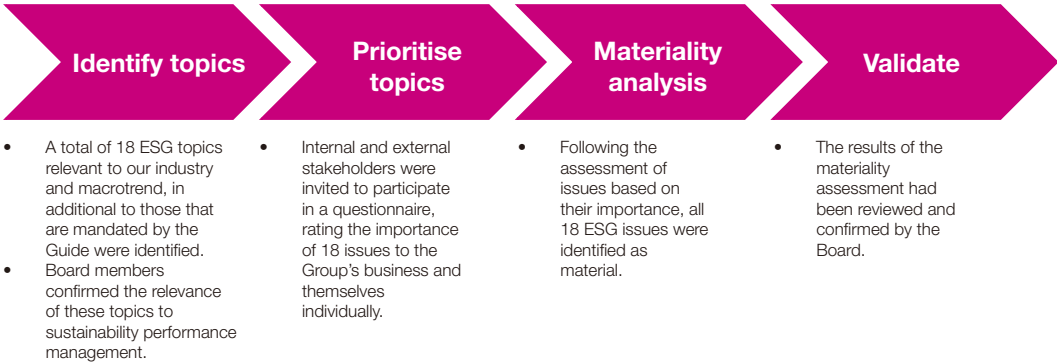 Identify topics
Prioritise
topics
Materiality
analysis
Validate
• A total of 18 ESG topics
relevant to our industry
and macrotrend, in
additional to those that
are mandated by the
Guide were identified.
• Board members
confirmed the relevance
of these topics to
sustainability performance
management.
• Internal and external
stakeholders were
invited to participate
in a questionnaire,
rating the importance
of 18 issues to the
Group’s business and
themselves
individually.
• Following the
assessment of
issues based on
their importance, all
18 ESG issues were
identified as
material.
• The results of the
materiality
assessment had
been reviewed and
confirmed by the
Board.